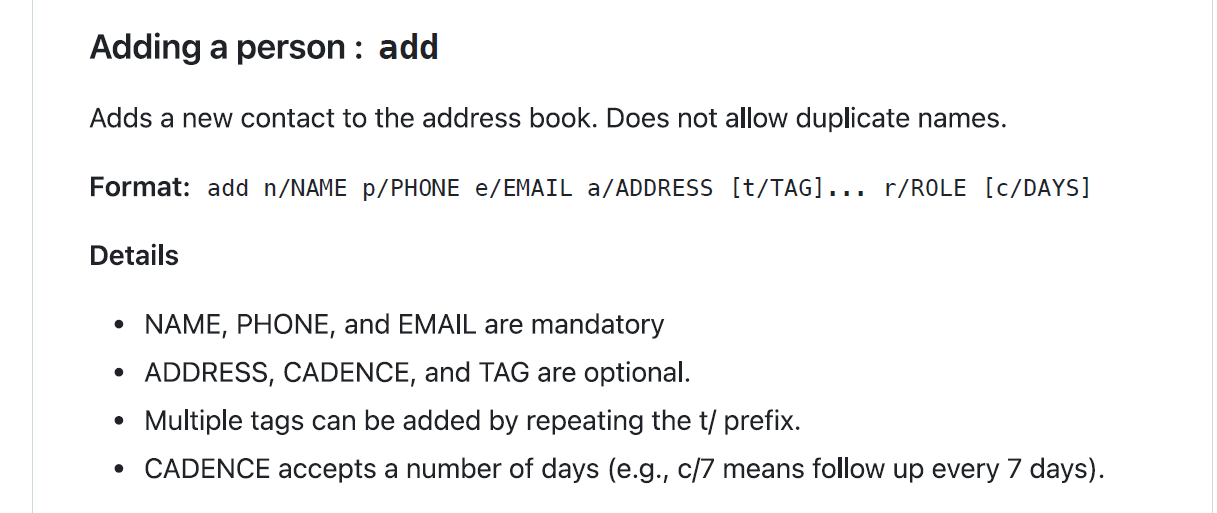 Adding a person : add
Adds a new contact to the address book. Does not allow duplicate names.
Format: add n/NAME p/PHONE e/EMAIL a/ADDRESS [t/TAG]... r/ROLE [c/DAYS]
Details
• NAME, PHONE, and EMAIL are mandatory
• ADDRESS, CADENCE, and TAG are optional.
• Multiple tags can be added by repeating the t/ prefix.
• CADENCE accepts a number of days (e.g., c/7 means follow up every 7 days).